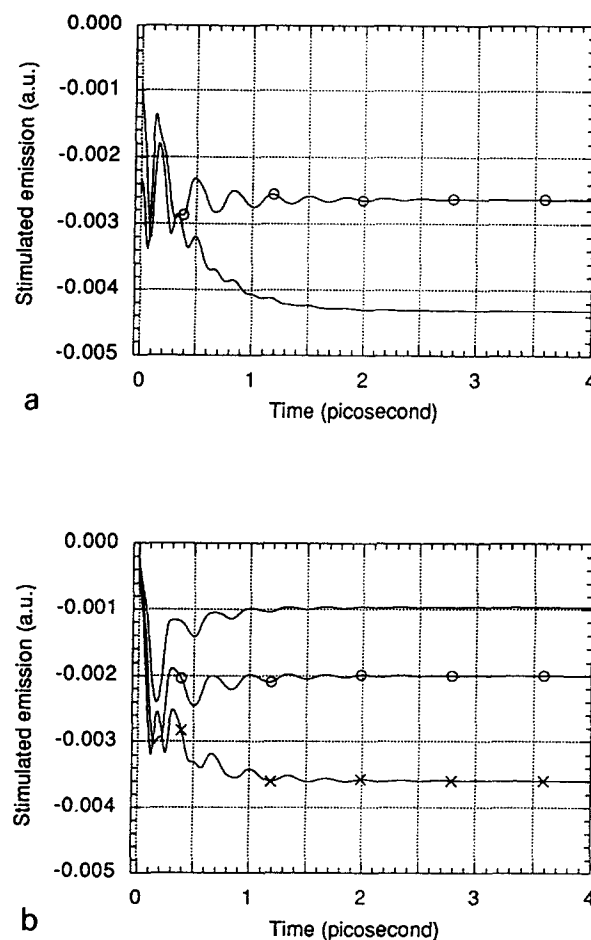 0.000
-0.001
-0.002
-0.003
-0.004
-0.005
Stimulated emission (a.u.)
0 1 2 3 4
Time (picosecond)
a
0.000
-0.001
-0.002
-0.003
-0.004
-0.005
Stimulated emission (a.u.)
0 1 2 3 4
Time (picosecond)
b